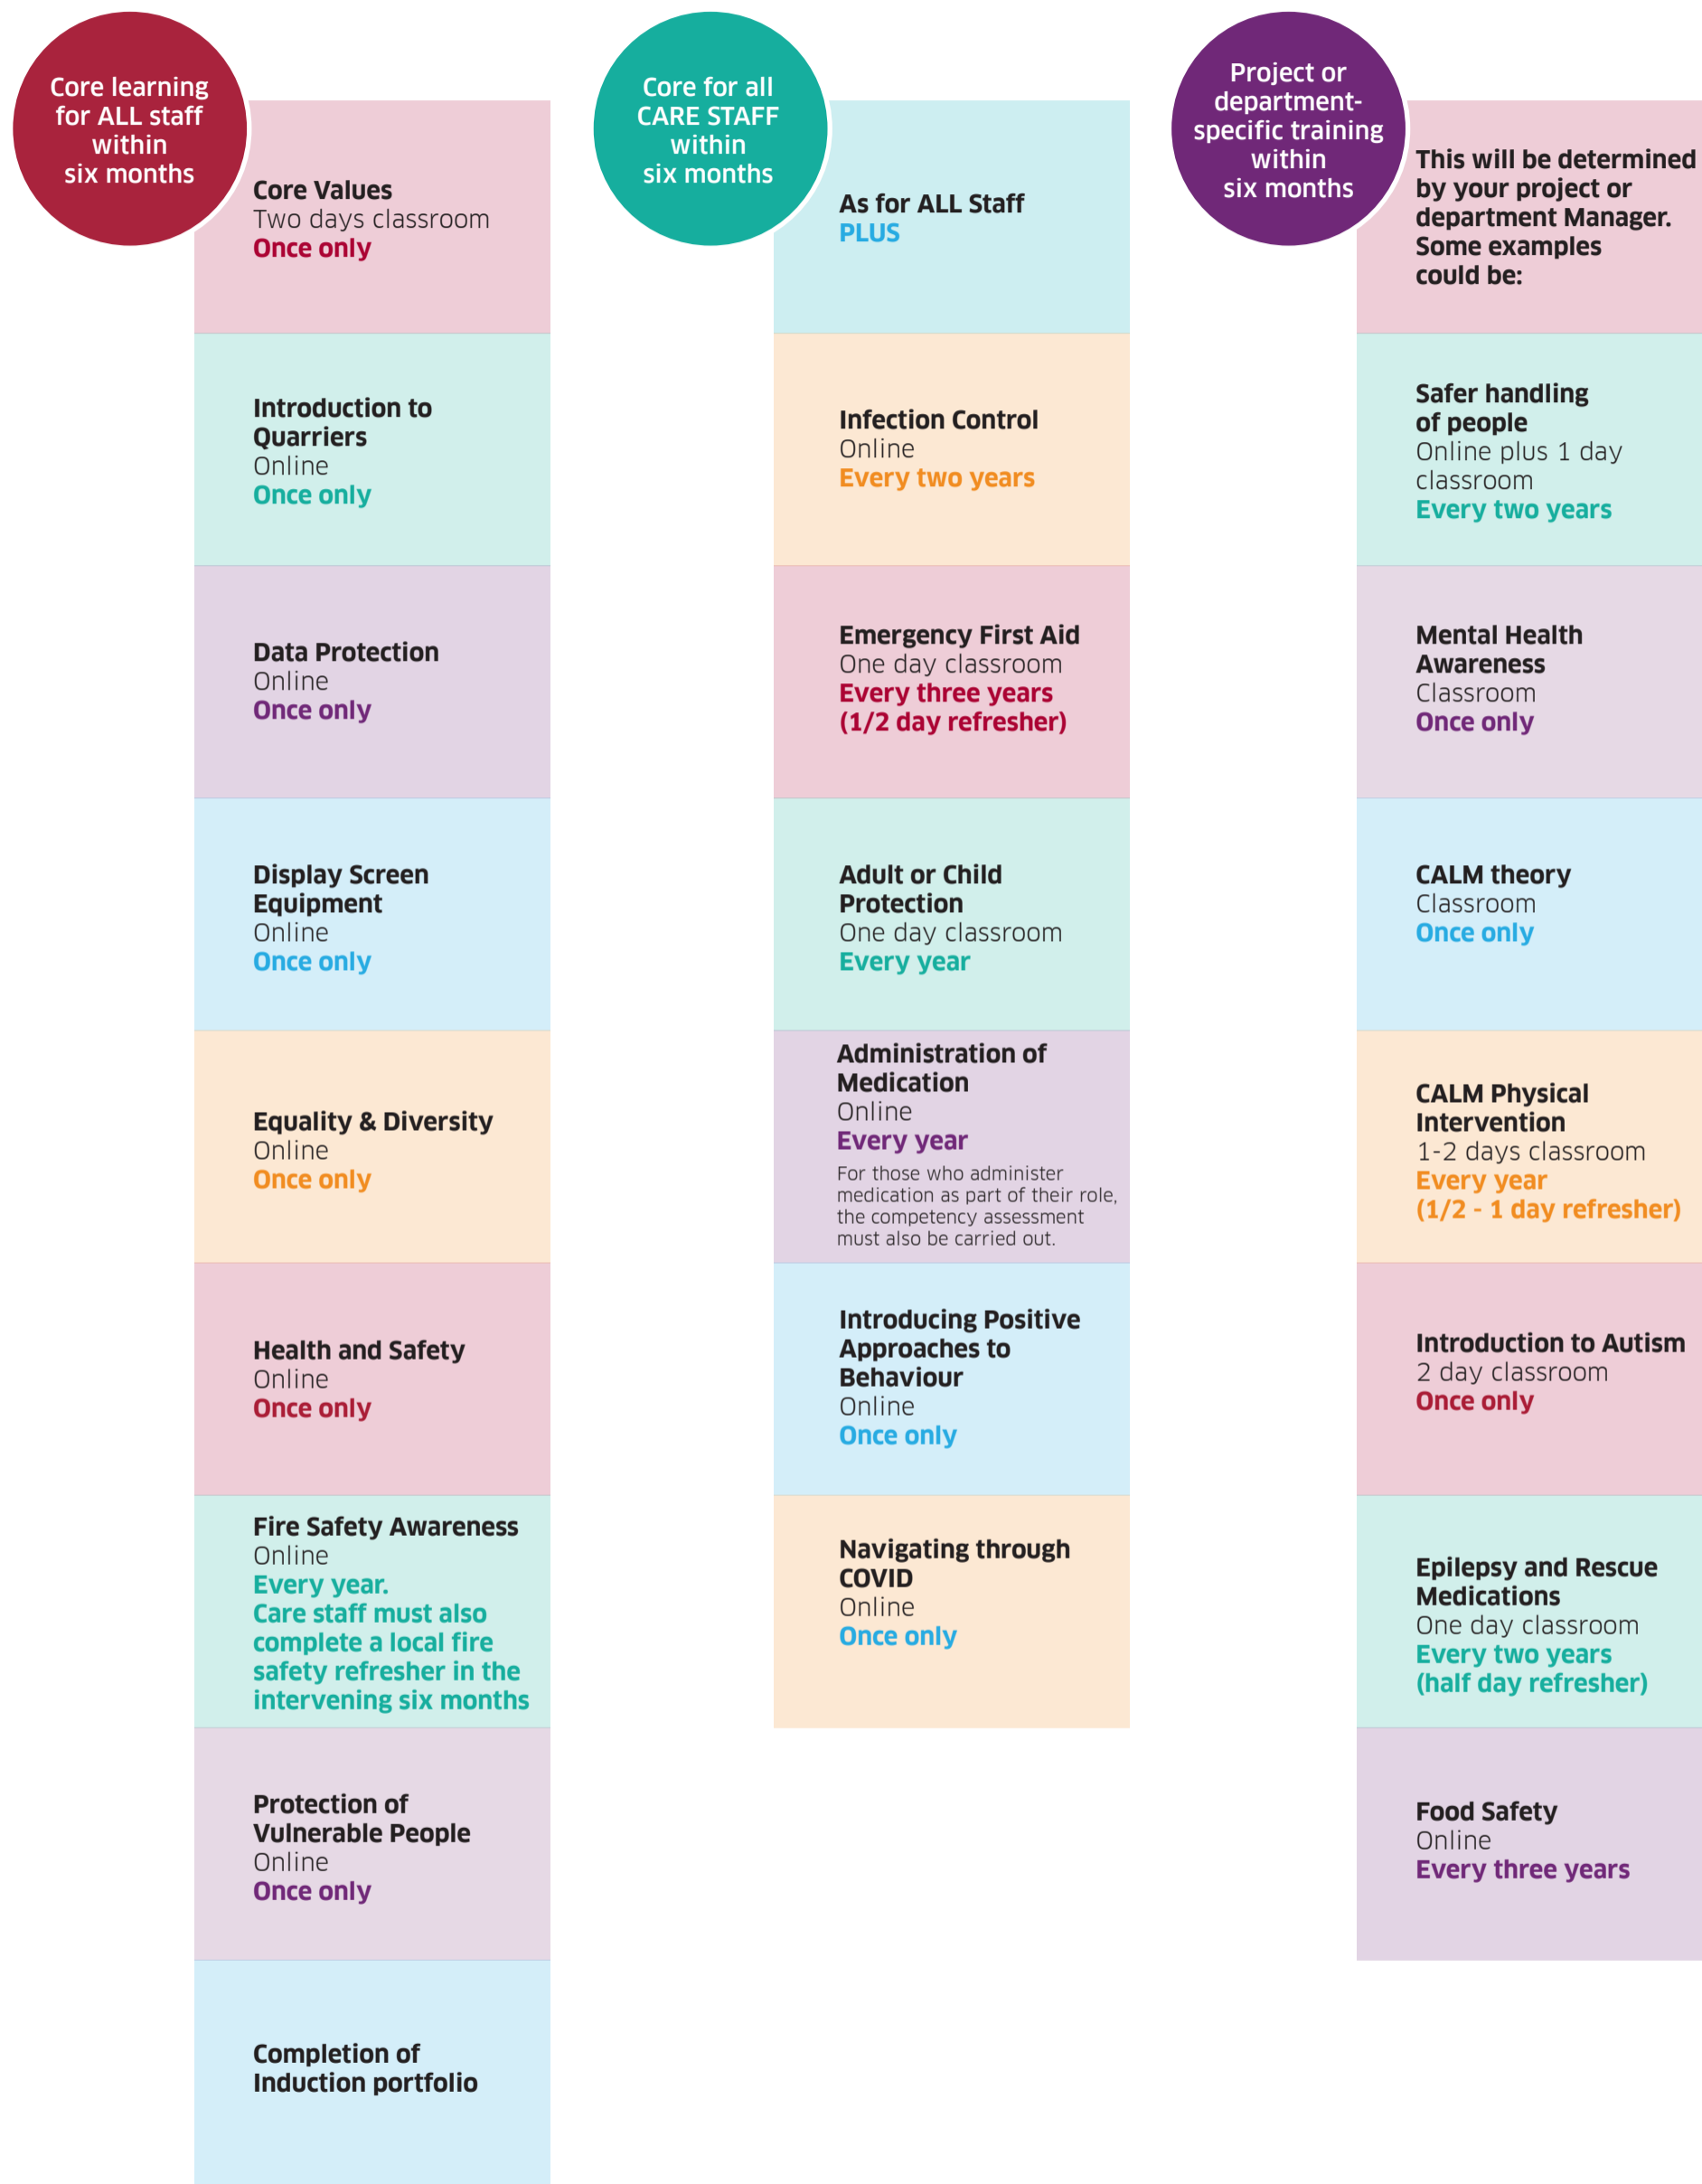 Core learning
for ALL staff
within
six months
Core Values
Two days classroom
Once only
Introduction to
Quarriers
Online
Once only
Data Protection
Online
Once only
Display Screen
Equipment
Online
Once only
Equality & Diversity
Online
Once only
Health and Safety
Online
Once only
Fire Safety Awareness
Online
Every year.
Care staff must also
complete a local fire
safety refresher in the
intervening six months
Protection of
Vulnerable People
Online
Once only
Completion of
Induction portfolio
Core for all
CARE STAFF
within
six months
As for ALL Staff
PLUS
Infection Control
Online
Every two years
Emergency First Aid
One day classroom
Every three years
(1/2 day refresher)
Adult or Child
Protection
One day classroom
Every year
Administration of
Medication
Online
Every year
For those who administer
medication as part of their role,
the competency assessment
must also be carried out.
Introducing Positive
Approaches to
Behaviour
Online
Once only
Navigating through
COVID
Online
Once only
Project or
department-
specific training
within
six months
This will be determined
by your project or
department Manager.
Some examples
could be:
Safer handling
of people
Online plus 1 day
classroom
Every two years
Mental Health
Awareness
Classroom
Once only
CALM theory
Classroom
Once only
CALM Physical
Intervention
1-2 days classroom
Every year
(1/2 - 1 day refresher)
Introduction to Autism
2 day classroom
Once only
Epilepsy and Rescue
Medications
One day classroom
Every two years
(half day refresher)
Food Safety
Online
Every three years